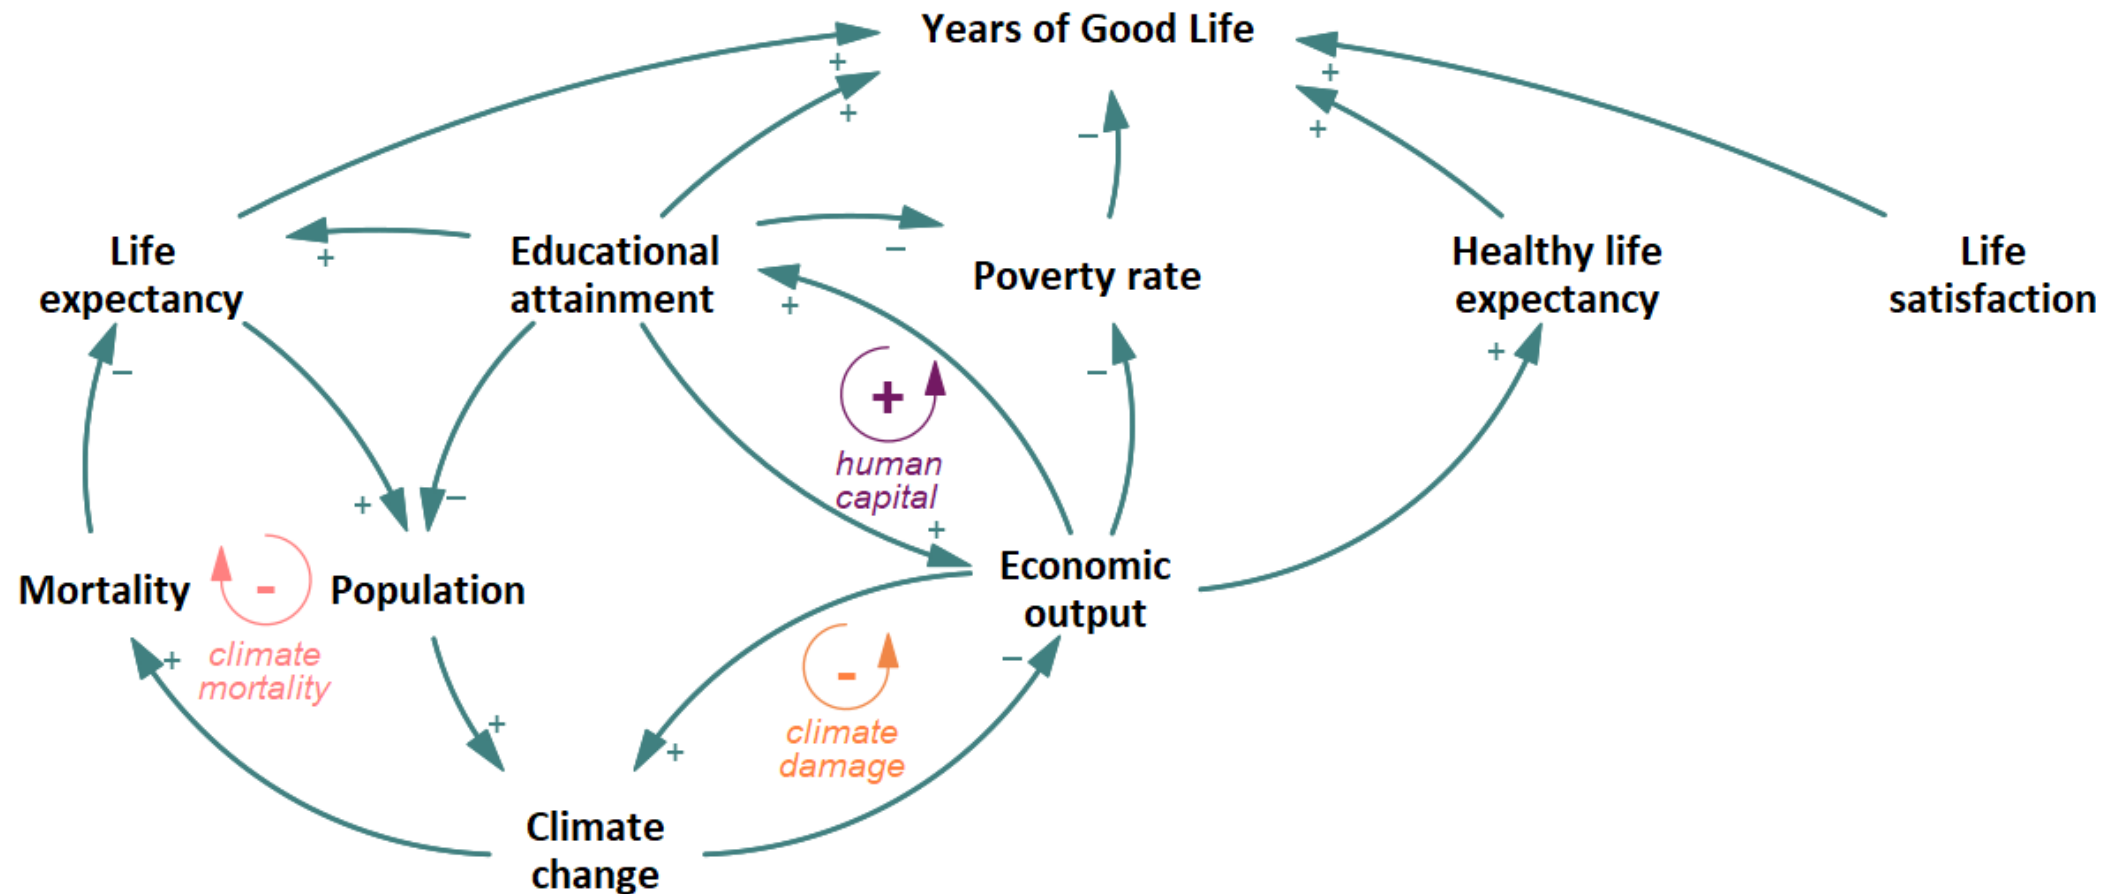 Years of Good Life
+
+
+
+
–
Life
expectancy
+
Educational
attainment
–
+
Poverty rate
Healthy life
expectancy
Life
satisfaction
–
–
+
+
human
capital
+
–
+
Mortality
-
climate
mortality
Population
Economic
output
+
+
-
climate
damage
–
+
Climate
change